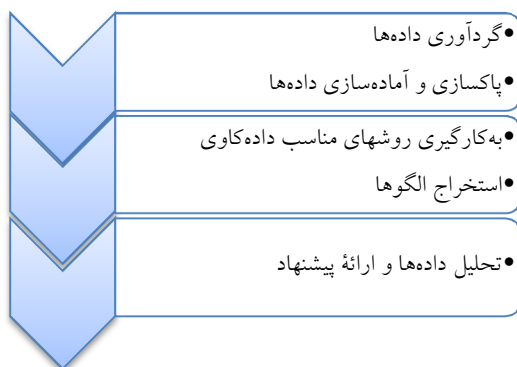 •گردآوری داده‌ها
•پاکسازی و آماده‌سازی داده‌ها
•به‌کارگیری روشهای مناسب داده‌کاوی
•استخراج الگوها
•تحلیل داده‌ها و ارائهٔ پیشنهاد